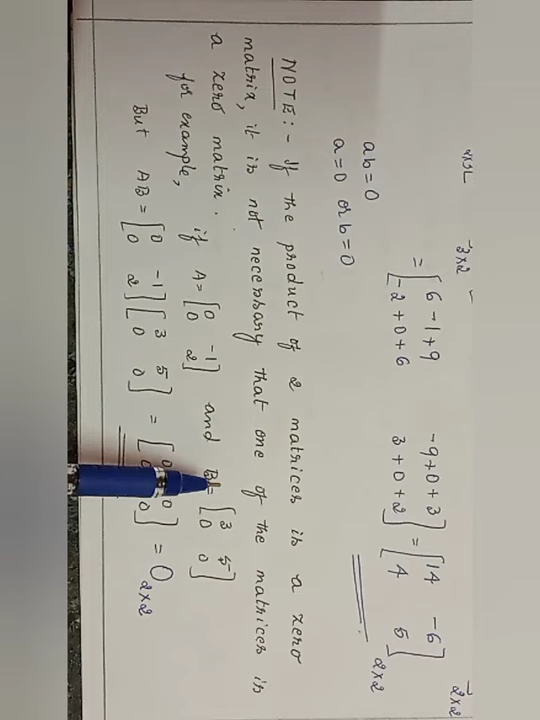 2x3 3x2 2x2
= [6-1+9 -9+0+3
-2+0+6 3+0+2] = [14 -6
4 5] 2x2
ab=0
a=0 or b=0
NOTE:- If the product of 2 matrices is a zero
matrix, it is not necessary that one of the matrices is
a zero matrix.
for example, if A= [0 -1
0 2] and B= [3 5
0 0]
But AB = [0 -1
0 2] [3 5
0 0] = [0 0
0 0] = 0 2x2